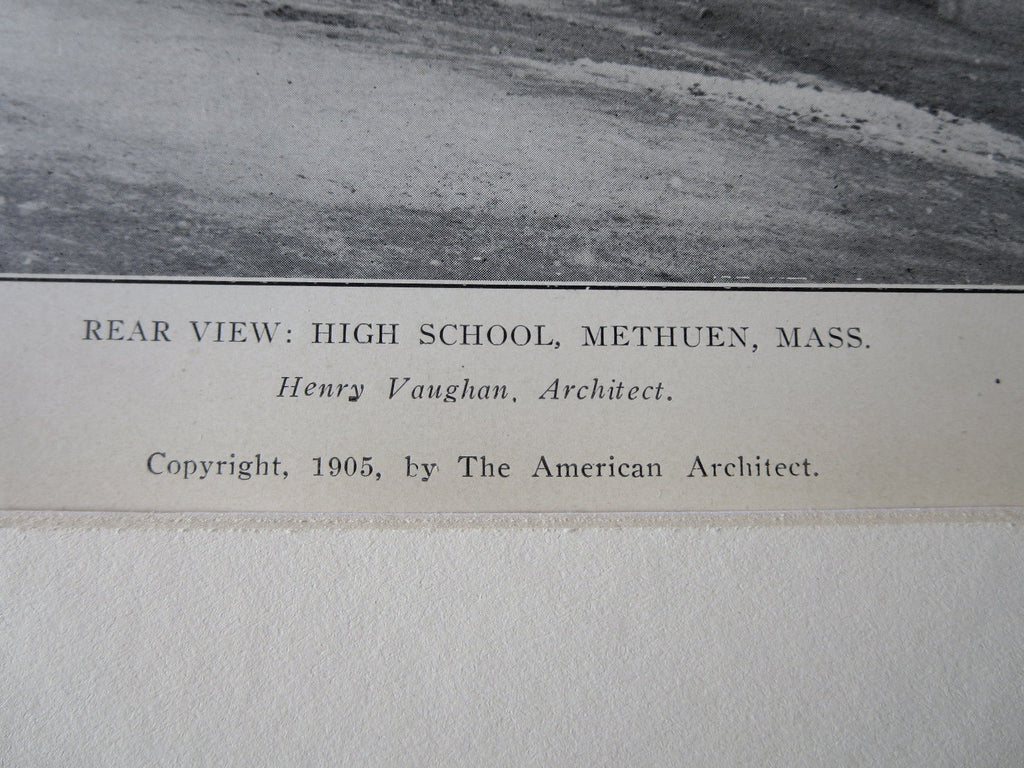 REAR VIEW: HIGH SCHOOL, METHUEN, MASS.
Henry Vaughan, Architect.
Copyright, 1905, by The American Architect.